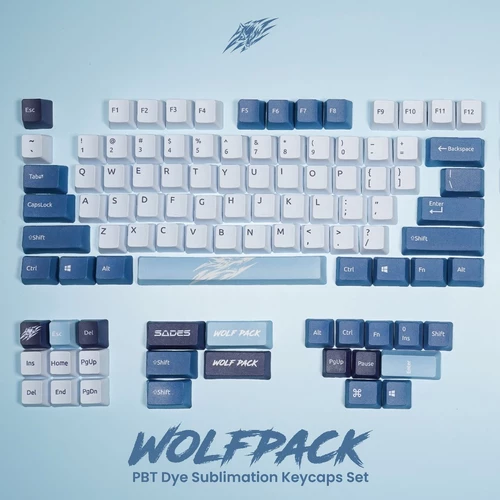 Esc F1 F2 F3 F4 F5 F6 F7 F8 F9 F10 F11 F12
~ ` ! 1 @ 2 # 3 $ 4 % 5 ^ 6 & 7 * 8 ( 9 ) 0 _ - + = ← Backspace
Tab Q W E R T Y U I O P { [ } ] | \
CapsLock A S D F G H J K L : ; " ' Enter
⇧Shift Z X C V B N M < , > . ? / ⇧Shift
Ctrl Alt Ctrl Fn Alt
Esc Del SADES WOLF PACK Alt Ctrl Fn 0 Ins Shift
Ins Home PgUp ⇧Shift WOLF PACK PgUp Pause
Del End PgDn ⇧Shift ⌘
WOLFPACK
PBT Dye Sublimation Keycaps Set